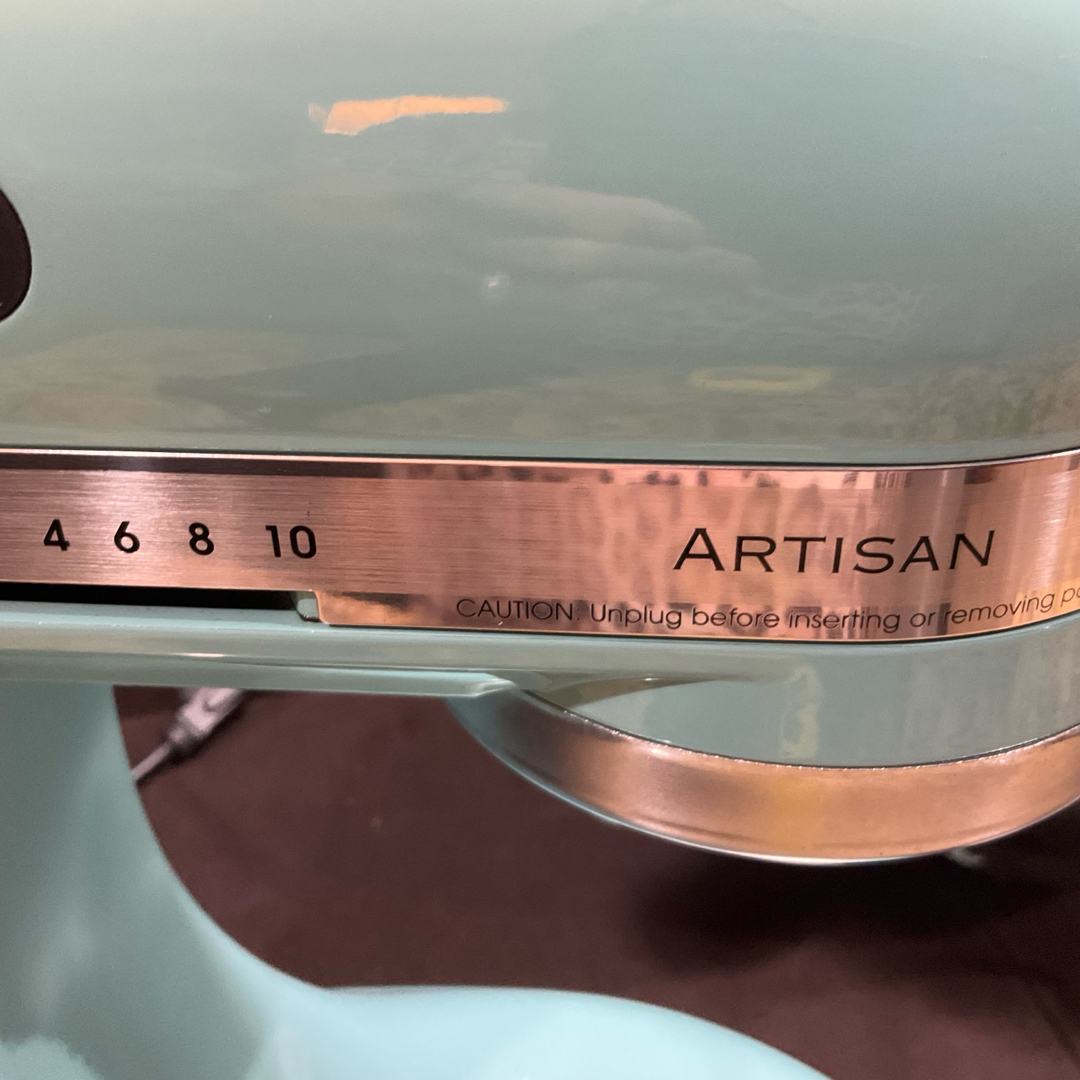 4 6 8 10
ARTISAN
CAUTION: Unplug before inserting or removing